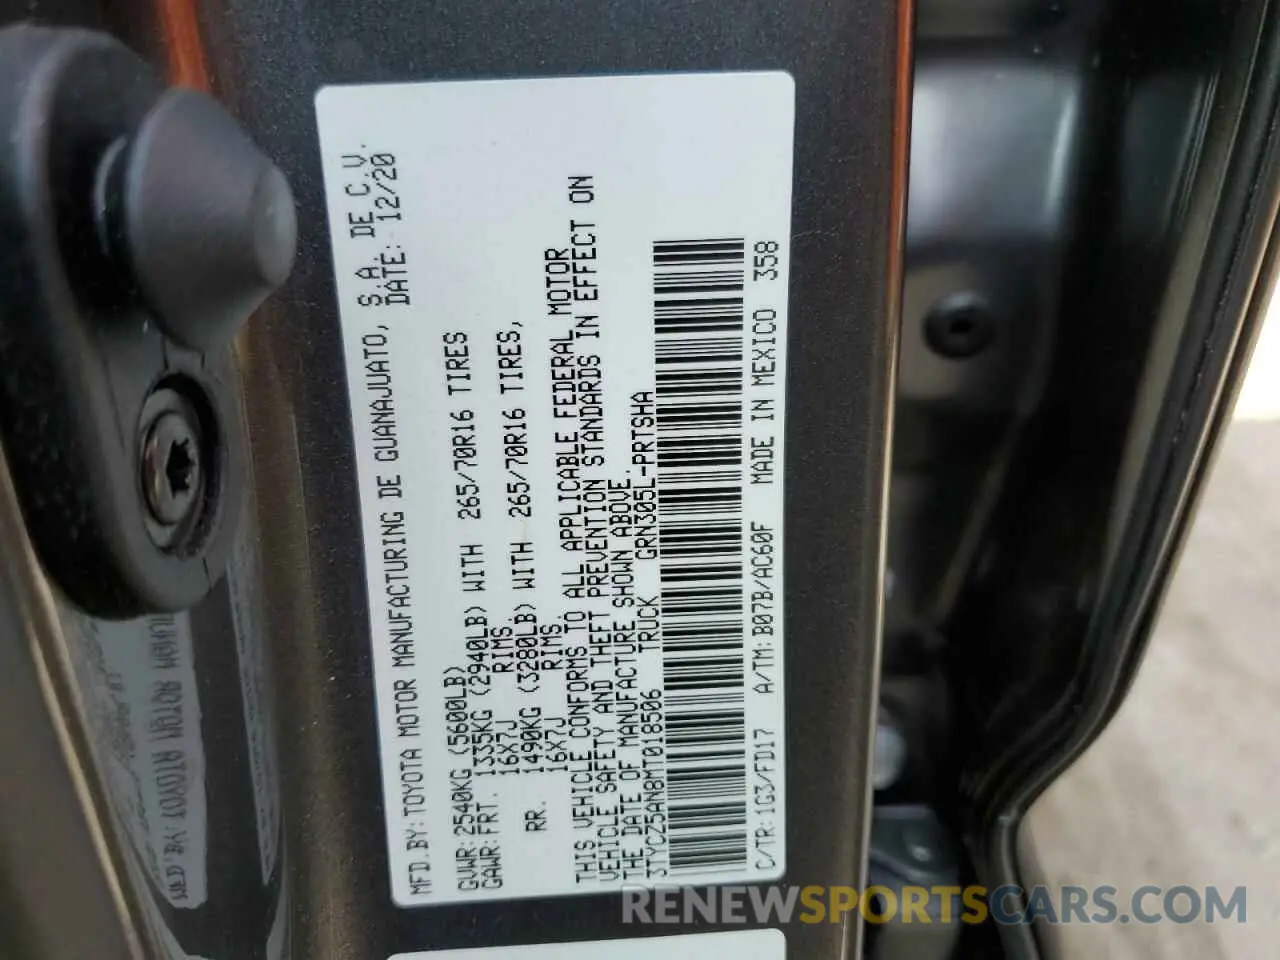 MFD.BY:TOYOTA MOTOR MANUFACTURING DE GUANAJUATO, S.A. DE C.V.
DATE: 12/20
GVWR:2540KG (5600LB)
GAWR:FRT. 1335KG (2940LB) WITH 265/70R16 TIRES
16X7J RIMS.
RR. 1490KG (3280LB) WITH 265/70R16 TIRES,
16X7J RIMS.
THIS VEHICLE CONFORMS TO ALL APPLICABLE FEDERAL MOTOR
VEHICLE SAFETY AND THEFT PREVENTION STANDARDS IN EFFECT ON
THE DATE OF MANUFACTURE SHOWN ABOVE.
3TYCZ5AN8MT018506 TRUCK GRN305L-PRTSHA
C/TR:1G3/FD17 A/TM:B07B/AC60F MADE IN MEXICO 358
RENEWSPORTSCARS.COM